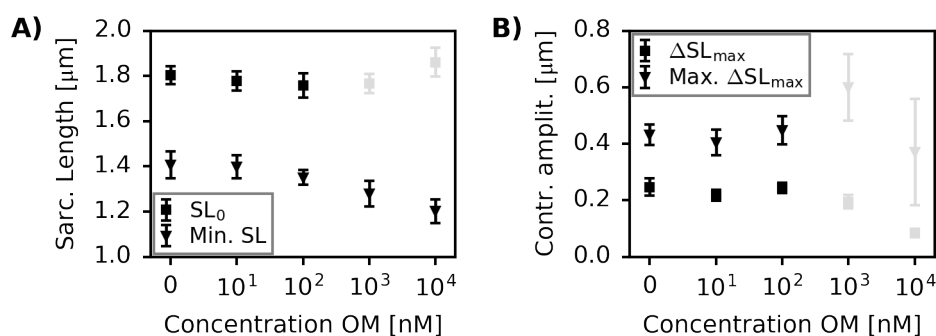 A)
Sarc. Length [µm]
2.0
1.8
1.6
1.4
1.2
1.0
SL₀
Min. SL
0
10¹
10²
10³
10⁴
Concentration OM [nM]
B)
Contr. amplit. [µm]
0.8
0.6
0.4
0.2
0.0
ΔSLmax
Max. ΔSLmax
0
10¹
10²
10³
10⁴
Concentration OM [nM]